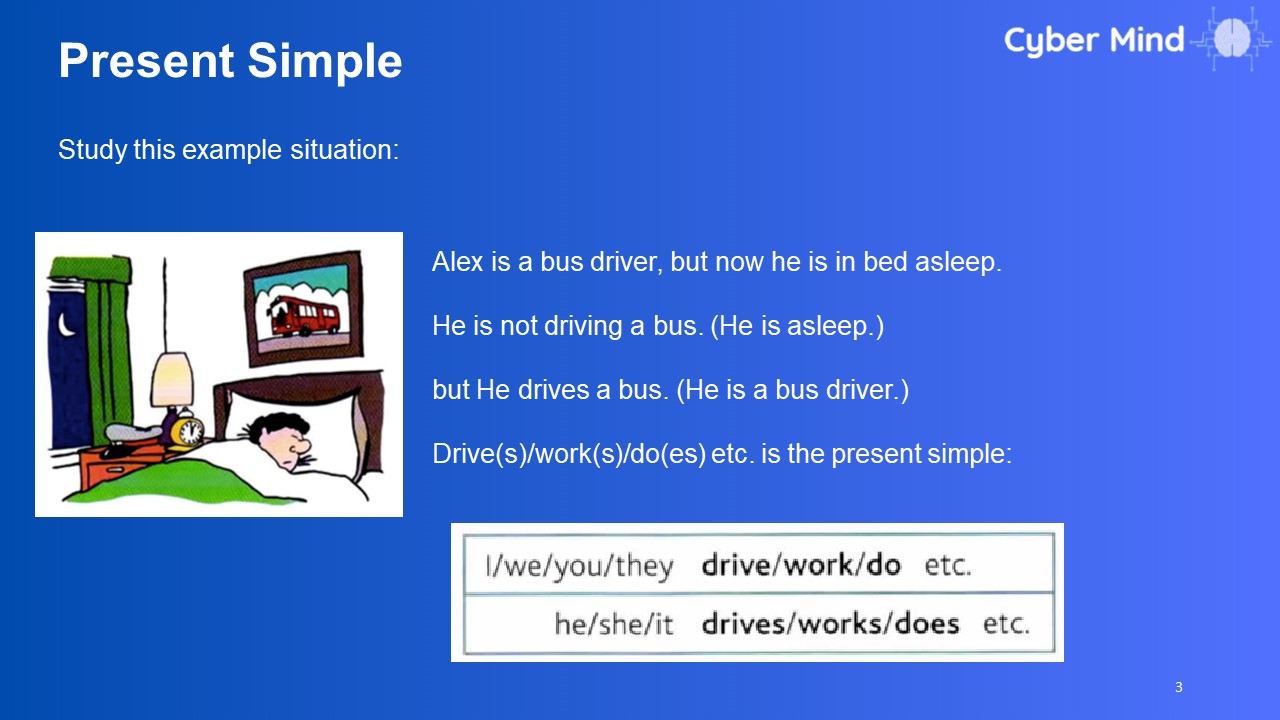 Present Simple
Cyber Mind
Study this example situation:
Alex is a bus driver, but now he is in bed asleep.
He is not driving a bus. (He is asleep.)
but He drives a bus. (He is a bus driver.)
Drive(s)/work(s)/do(es) etc. is the present simple:
I/we/you/they drive/work/do etc.
he/she/it drives/works/does etc.
3